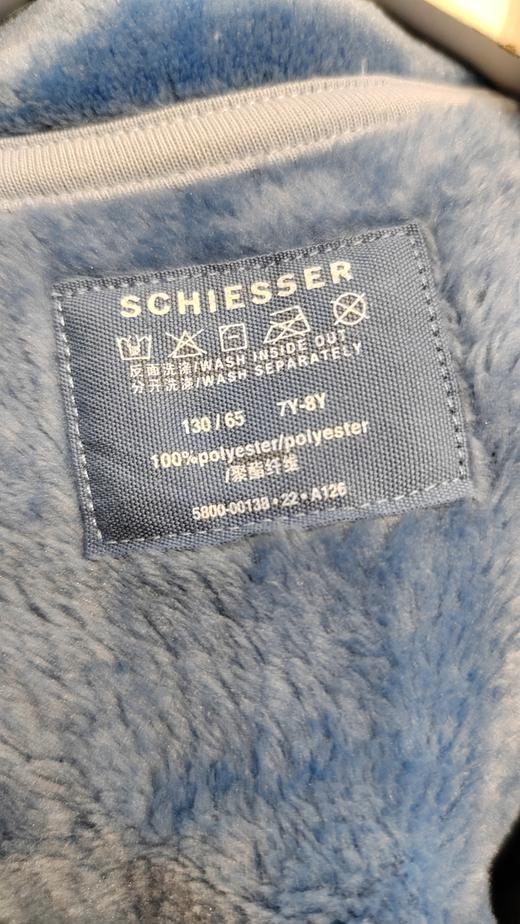 SCHIESSER
反面洗涤/WASH INSIDE OUT
分开洗涤/WASH SEPARATELY
130/65 7Y-8Y
100%polyester/polyester
/聚酯纤维
5800-00138•22•A126